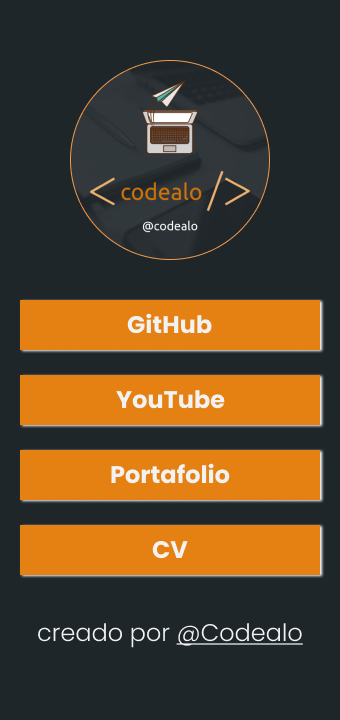 < codealo />
@codealo
GitHub
YouTube
Portafolio
CV
creado por @Codealo